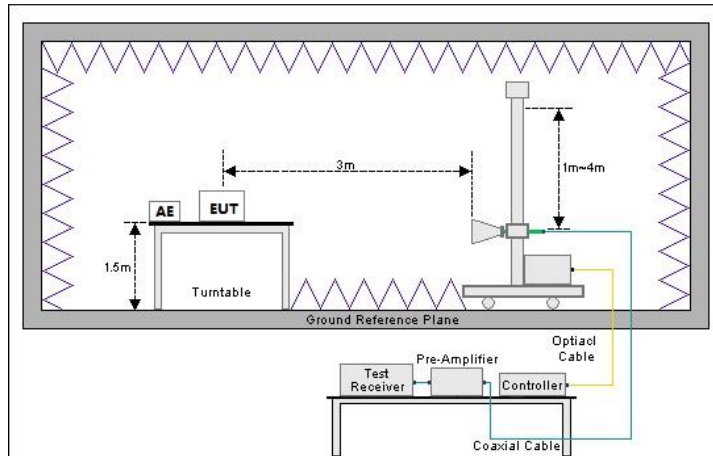 3m
1m~4m
AE
EUT
1.5m
Turntable
Ground Reference Plane
Optiacl
Cable
Pre-Amplifier
Test
Receiver
Controller
Coaxial Cable